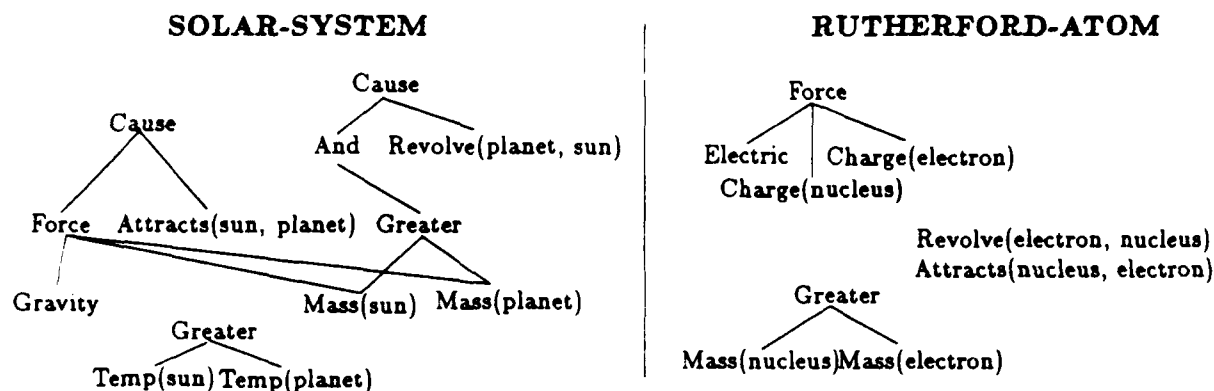 SOLAR-SYSTEM
Cause
Cause
And Revolve(planet, sun)
Force Attracts(sun, planet) Greater
Gravity Mass(sun) Mass(planet)
Greater
Temp(sun) Temp(planet)
RUTHERFORD-ATOM
Force
Electric Charge(electron)
Charge(nucleus)
Revolve(electron, nucleus)
Attracts(nucleus, electron)
Greater
Mass(nucleus)Mass(electron)